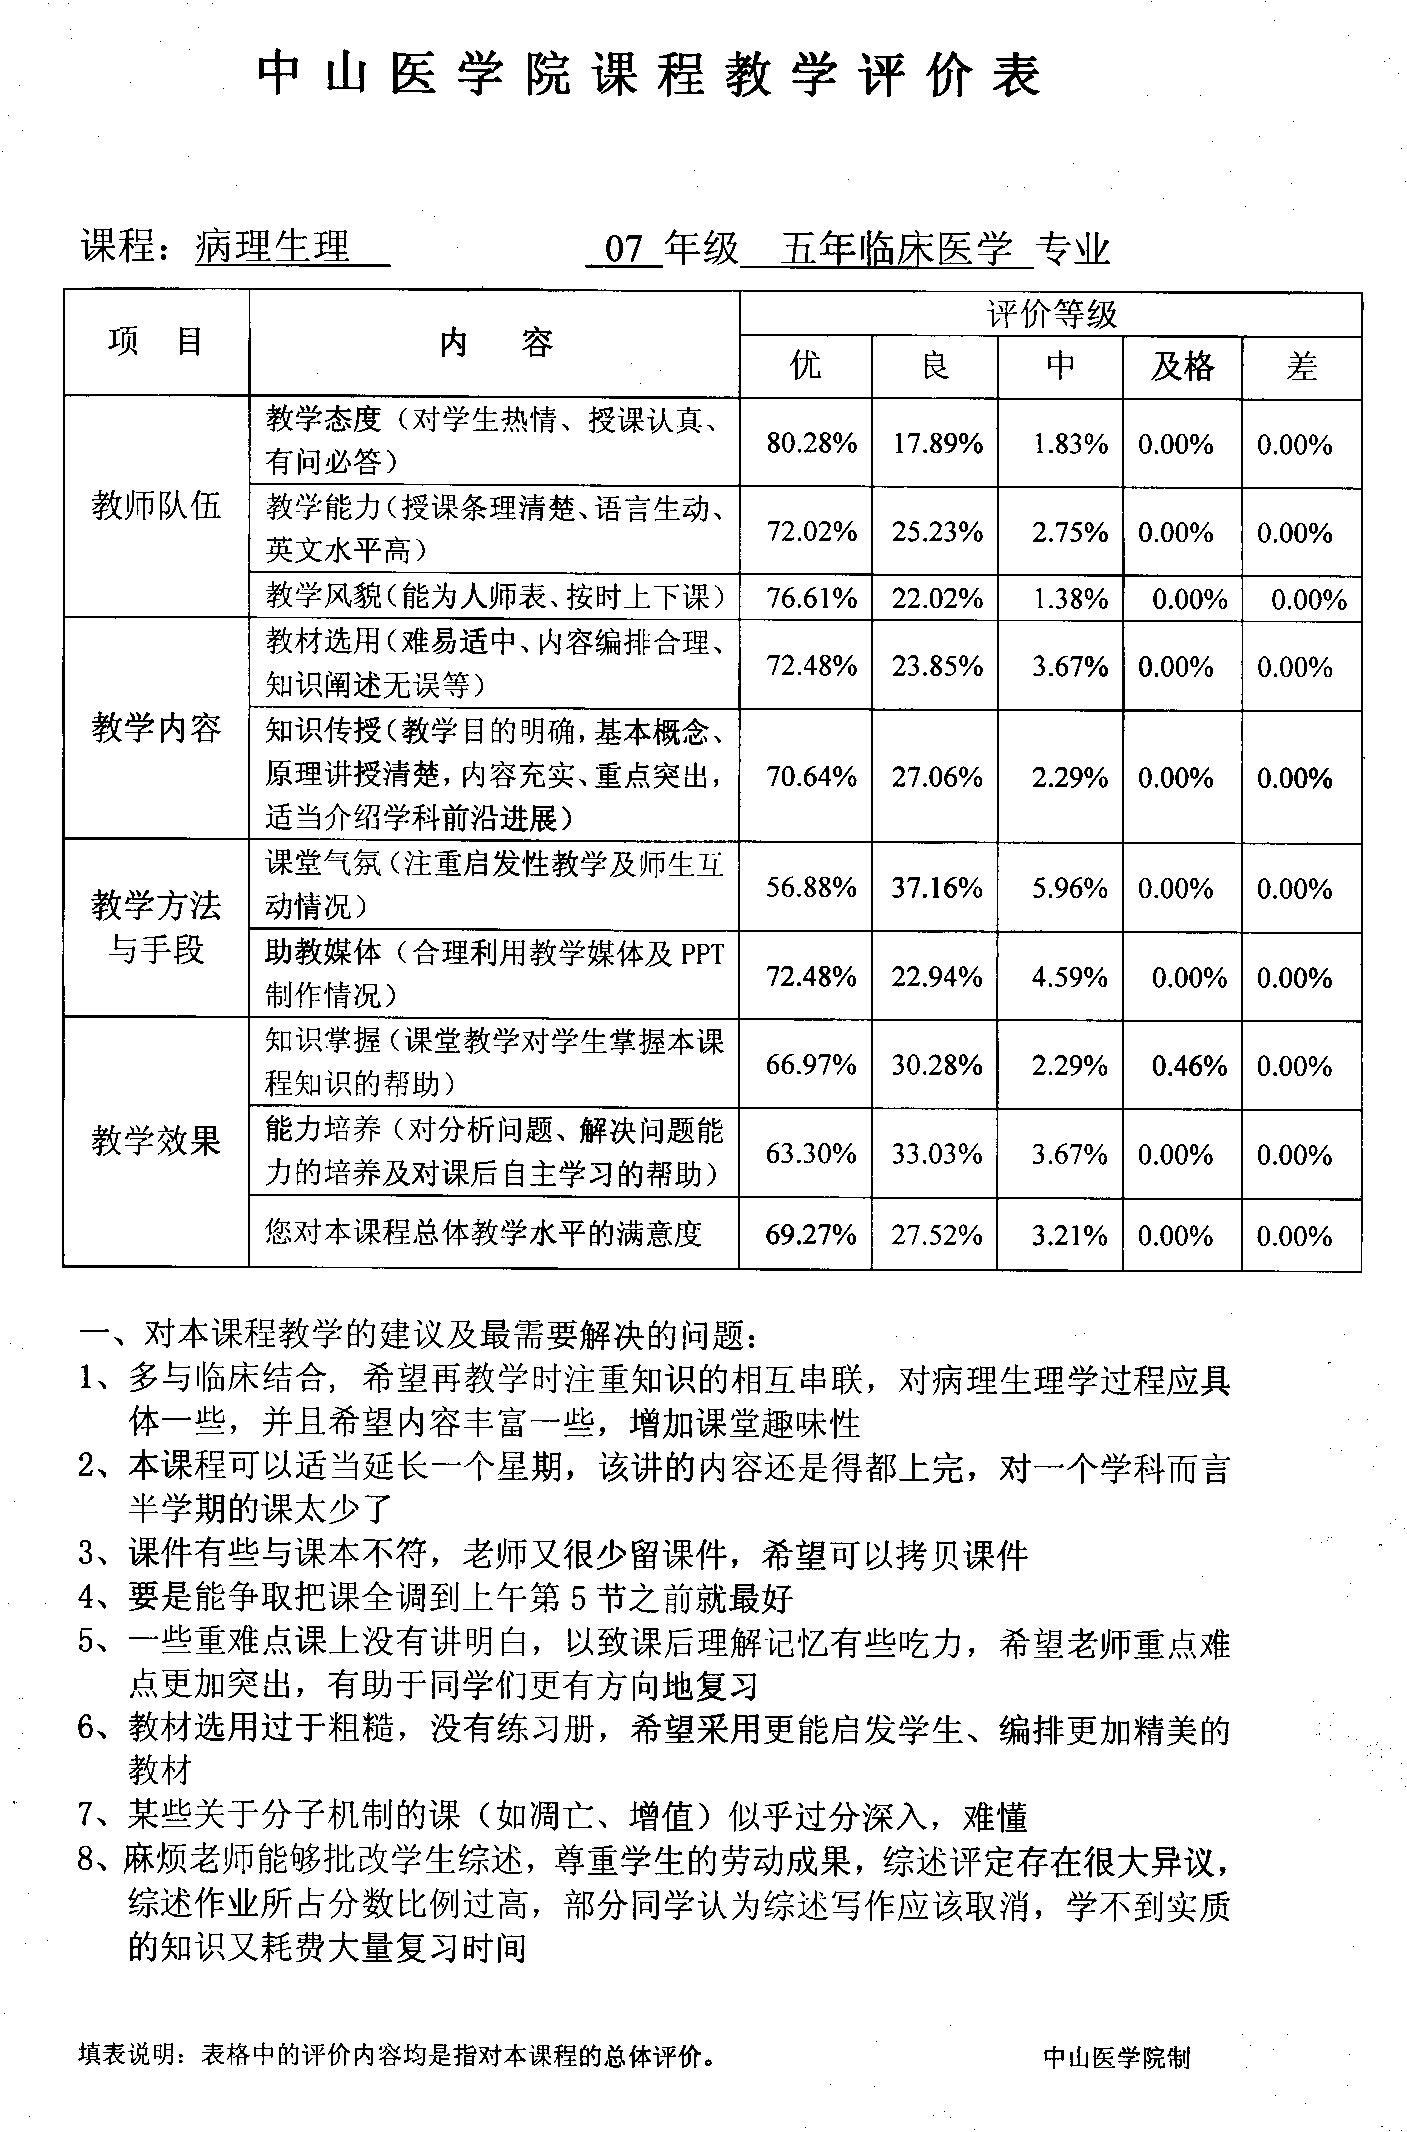 中山医学院课程教学评价表
课程：病理生理 07 年级 五年临床医学 专业
项 目 内 容 评价等级
优 良 中 及格 差
教师队伍
教学态度（对学生热情、授课认真、
有问必答）
80.28% 17.89% 1.83% 0.00% 0.00%
教学能力（授课条理清楚、语言生动、
英文水平高）
72.02% 25.23% 2.75% 0.00% 0.00%
教学风貌（能为人师表、按时上下课） 76.61% 22.02% 1.38% 0.00% 0.00%
教学内容
教材选用（难易适中、内容编排合理、
知识阐述无误等）
72.48% 23.85% 3.67% 0.00% 0.00%
知识传授（教学目的明确，基本概念、
原理讲授清楚，内容充实、重点突出，
适当介绍学科前沿进展）
70.64% 27.06% 2.29% 0.00% 0.00%
教学方法
与手段
课堂气氛（注重启发性教学及师生互
动情况）
56.88% 37.16% 5.96% 0.00% 0.00%
助教媒体（合理利用教学媒体及 PPT
制作情况）
72.48% 22.94% 4.59% 0.00% 0.00%
教学效果
知识掌握（课堂教学对学生掌握本课
程知识的帮助）
66.97% 30.28% 2.29% 0.46% 0.00%
能力培养（对分析问题、解决问题能
力的培养及对课后自主学习的帮助）
63.30% 33.03% 3.67% 0.00% 0.00%
您对本课程总体教学水平的满意度 69.27% 27.52% 3.21% 0.00% 0.00%
一、对本课程教学的建议及最需要解决的问题：
1、多与临床结合，希望再教学时注重知识的相互串联，对病理生理学过程应具
体一些，并且希望内容丰富一些，增加课堂趣味性
2、本课程可以适当延长一个星期，该讲的内容还是得都上完，对一个学科而言
半学期的课太少了
3、课件有些与课本不符，老师又很少留课件，希望可以拷贝课件
4、要是能争取把课全调到上午第 5 节之前就最好
5、一些重难点课上没有讲明白，以致课后理解记忆有些吃力，希望老师重点难
点更加突出，有助于同学们更有方向地复习
6、教材选用过于粗糙，没有练习册，希望采用更能启发学生、编排更加精美的
教材
7、某些关于分子机制的课（如凋亡、增值）似乎过分深入，难懂
8、麻烦老师能够批改学生综述，尊重学生的劳动成果，综述评定存在很大异议，
综述作业所占分数比例过高，部分同学认为综述写作应该取消，学不到实质
的知识又耗费大量复习时间
填表说明：表格中的评价内容均是指对本课程的总体评价。 中山医学院制